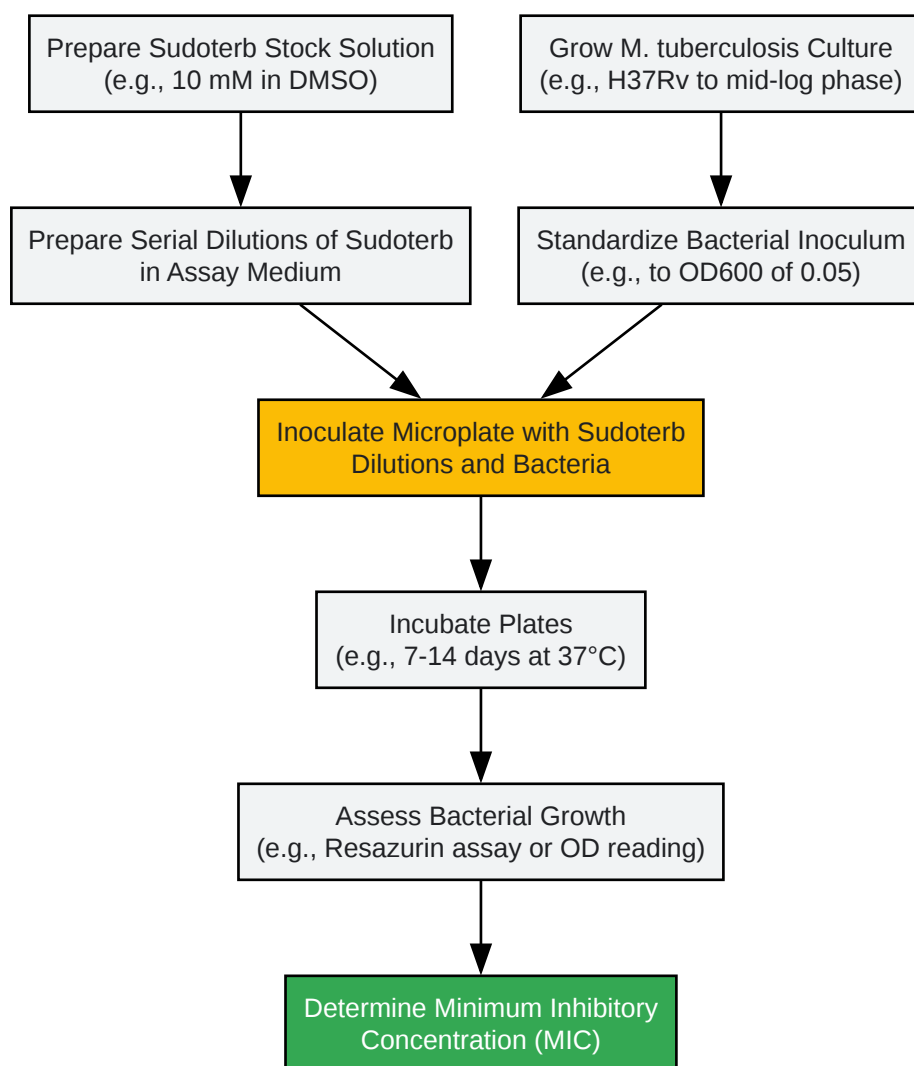 Prepare Sudoterb Stock Solution
(e.g., 10 mM in DMSO)
Grow M. tuberculosis Culture
(e.g., H37Rv to mid-log phase)
Prepare Serial Dilutions of Sudoterb
in Assay Medium
Standardize Bacterial Inoculum
(e.g., to OD600 of 0.05)
Inoculate Microplate with Sudoterb
Dilutions and Bacteria
Incubate Plates
(e.g., 7-14 days at 37°C)
Assess Bacterial Growth
(e.g., Resazurin assay or OD reading)
Determine Minimum Inhibitory
Concentration (MIC)